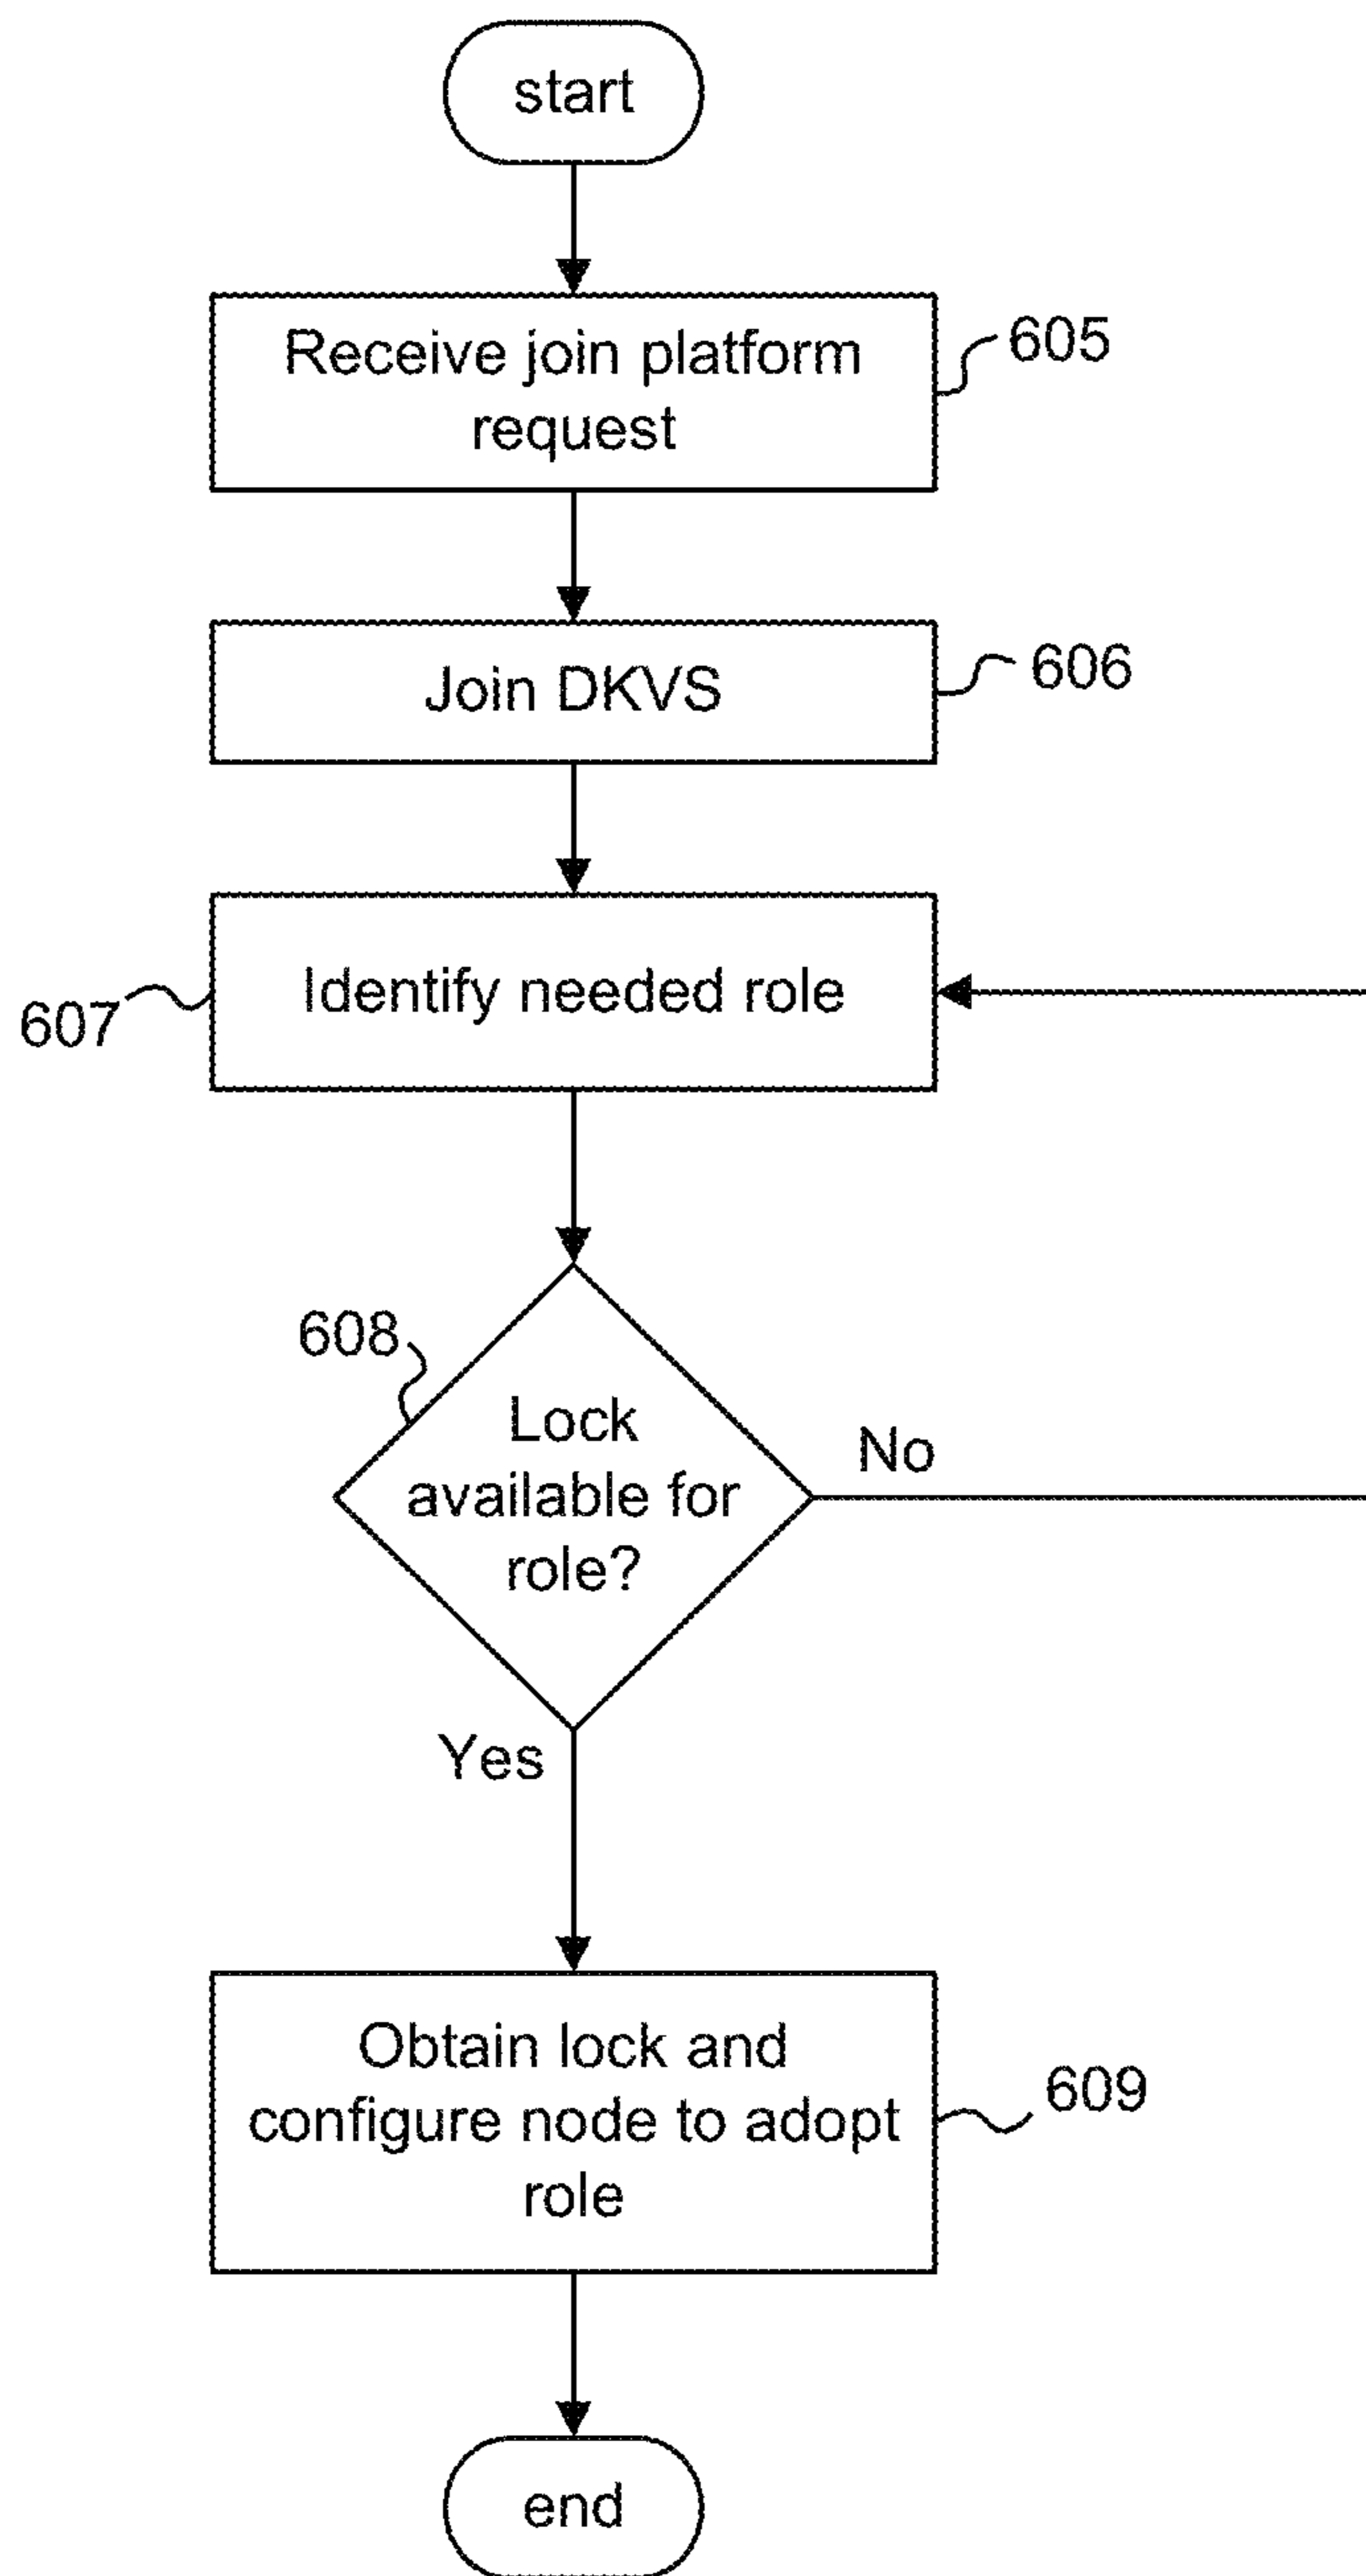 start
Receive join platform
request
605
Join DKVS
606
Identify needed role
607
608
Lock
available for
role?
No
Yes
Obtain lock and
configure node to adopt
role
609
end